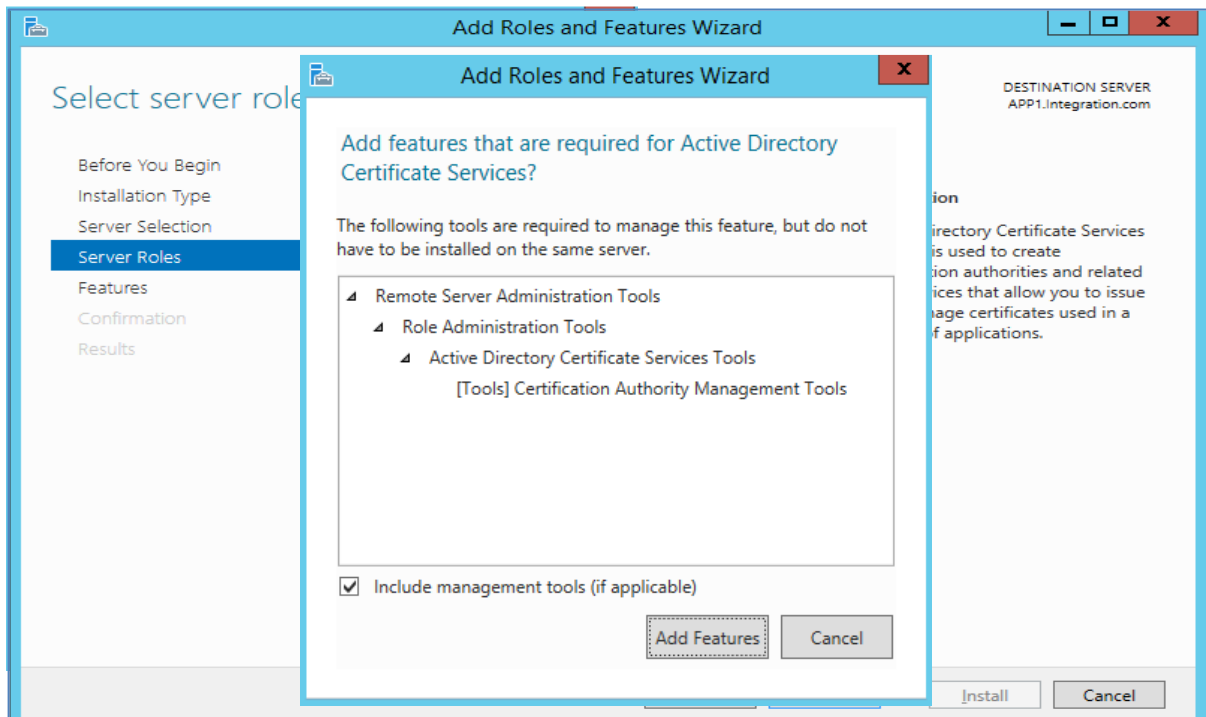 Add Roles and Features Wizard
Select server role
DESTINATION SERVER
APP1.Integration.com
Before You Begin
Installation Type
Server Selection
Server Roles
Features
Confirmation
Results
Add Roles and Features Wizard
Add features that are required for Active Directory
Certificate Services?
The following tools are required to manage this feature, but do not
have to be installed on the same server.
Remote Server Administration Tools
Role Administration Tools
Active Directory Certificate Services Tools
[Tools] Certification Authority Management Tools
Include management tools (if applicable)
Add Features
Cancel
ion
irectory Certificate Services
is used to create
ion authorities and related
ices that allow you to issue
age certificates used in a
f applications.
Install
Cancel